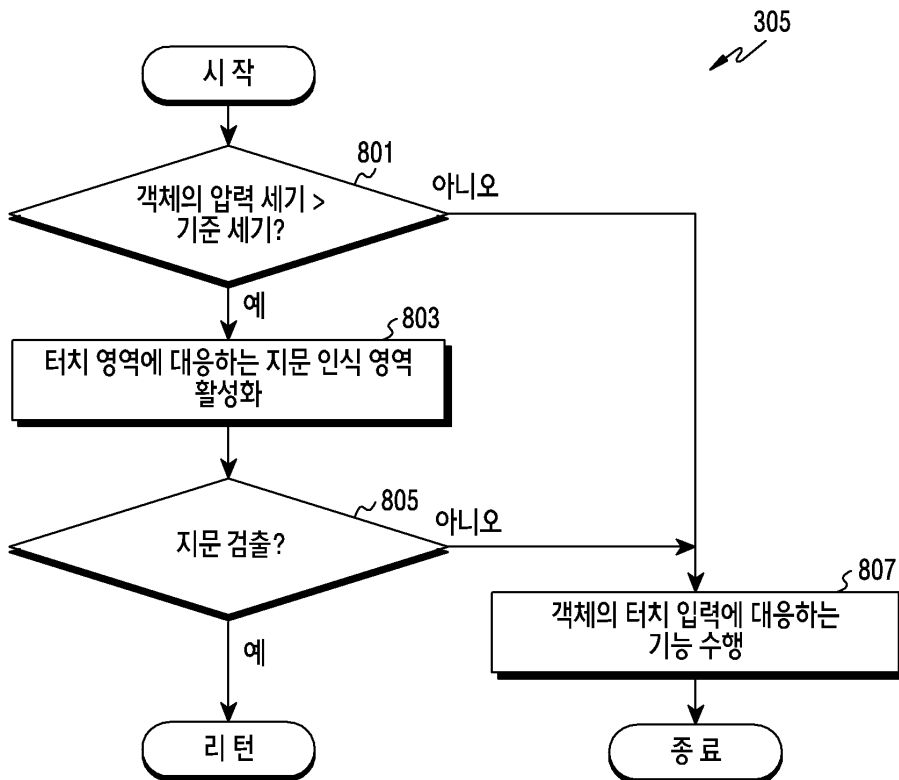 305
시 작
801
객체의 압력 세기 >
기준 세기?
아니오
예
803
터치 영역에 대응하는 지문 인식 영역
활성화
805
지문 검출?
아니오
예
807
객체의 터치 입력에 대응하는
기능 수행
리 턴
종 료